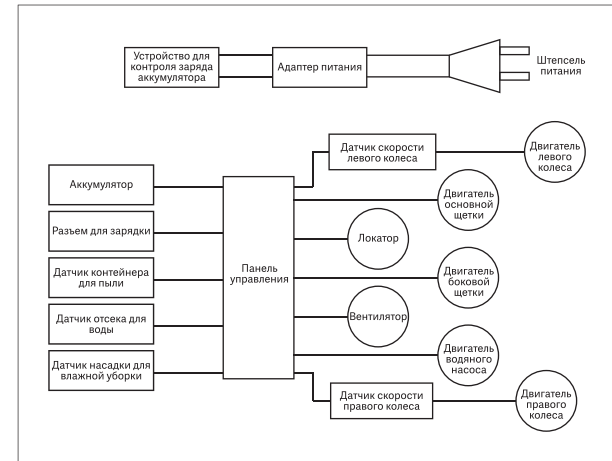 Устройство для
контроля заряда
аккумулятора
Адаптер питания
Штепсель
питания
Датчик скорости
левого колеса
Двигатель
левого
колеса
Аккумулятор
Двигатель
основной
щетки
Разъем для зарядки
Локатор
Панель
управления
Датчик контейнера
для пыли
Двигатель
боковой
щетки
Датчик отсека для
воды
Вентилятор
Двигатель
водяного
насоса
Датчик насадки для
влажной уборки
Датчик скорости
правого колеса
Двигатель
правого
колеса